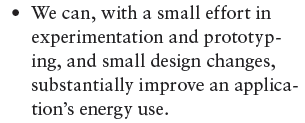 • We can, with a small effort in
experimentation and prototyp-
ing, and small design changes,
substantially improve an applica-
tion's energy use.